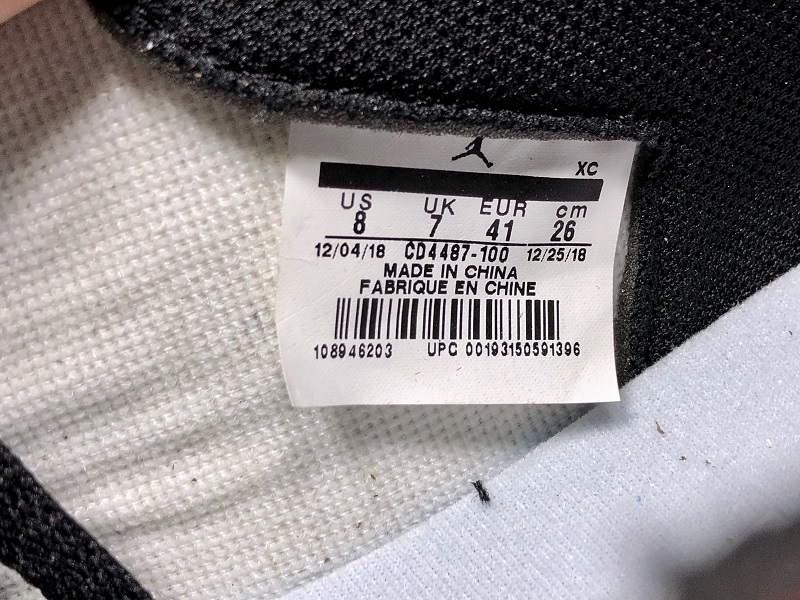 XC
US UK EUR cm
8 7 41 26
12/04/18 CD4487-100 12/25/18
MADE IN CHINA
FABRIQUE EN CHINE
108946203 UPC 00193150591396